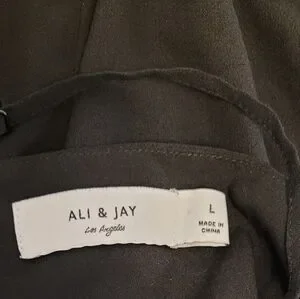 ALI & JAY
Los Angeles
L
MADE IN
CHINA